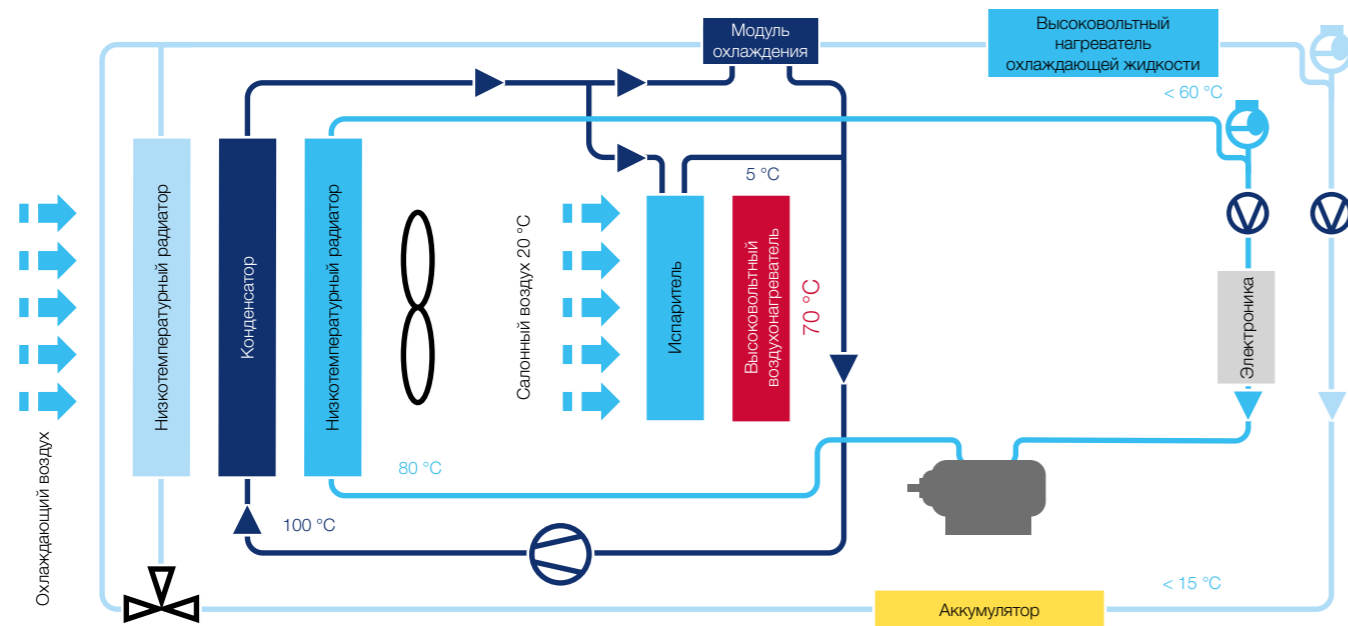 Модуль
охлаждения
Высоковольтный
нагреватель
охлаждающей жидкости
< 60 °C
5 °C
Охлаждающий воздух
Низкотемпературный радиатор
Конденсатор
Низкотемпературный радиатор
Салонный воздух 20 °C
Испаритель
Высоковольтный
воздухонагреватель
70 °C
Электроника
80 °C
100 °C
< 15 °C
Аккумулятор